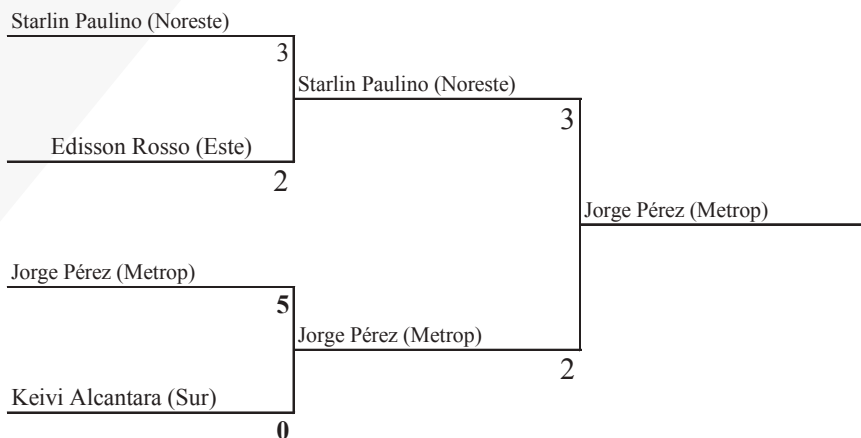 Starlin Paulino (Noreste)
3
Starlin Paulino (Noreste)
3
Edisson Rosso (Este)
2
Jorge Pérez (Metrop)
Jorge Pérez (Metrop)
5
Jorge Pérez (Metrop)
2
Keivi Alcantara (Sur)
0